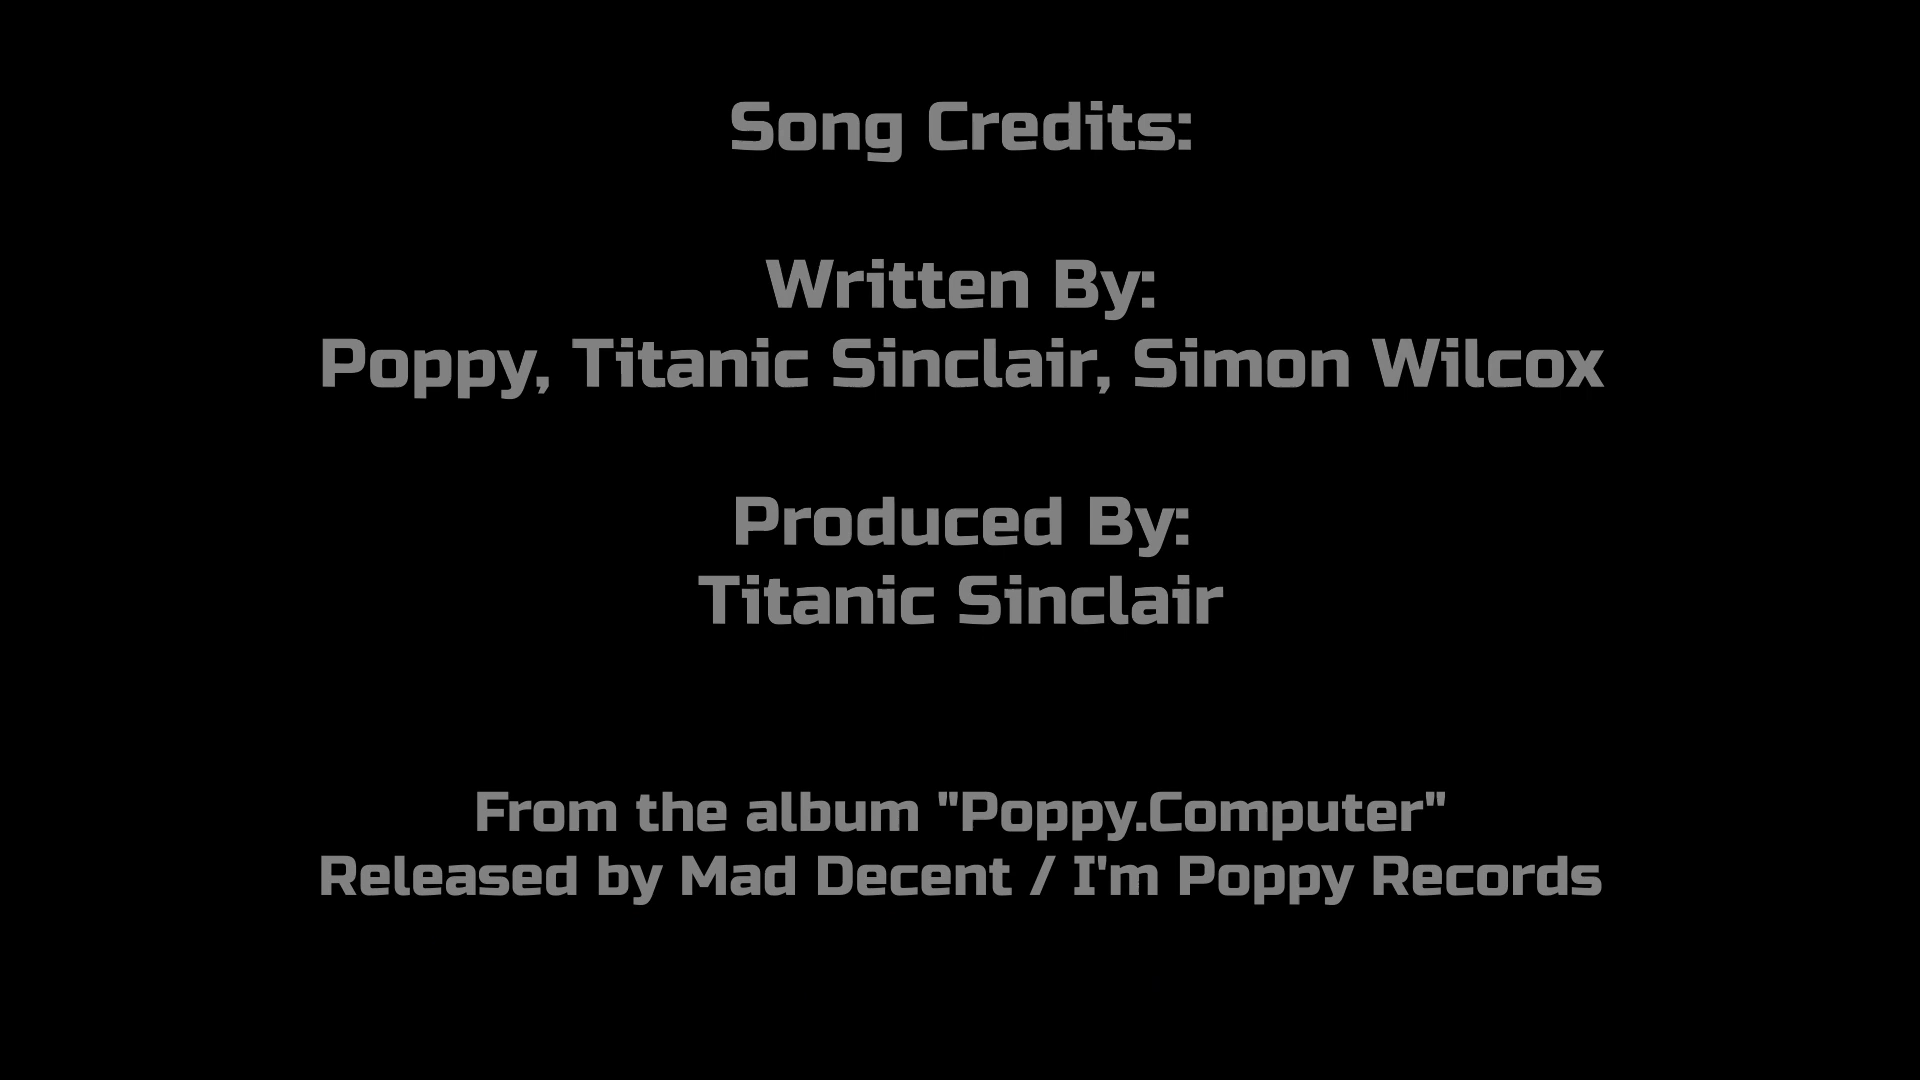 Song Credits:
Written By:
Poppy, Titanic Sinclair, Simon Wilcox
Produced By:
Titanic Sinclair
From the album "Poppy.Computer"
Released by Mad Decent / I'm Poppy Records